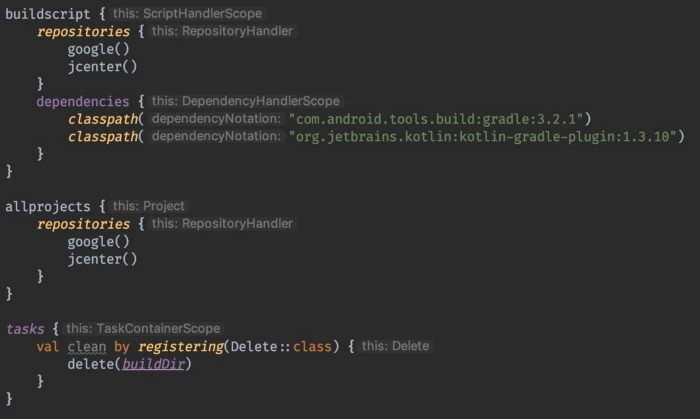 buildscript { this: ScriptHandlerScope
repositories { this: RepositoryHandler
google()
jcenter()
}
dependencies { this: DependencyHandlerScope
classpath( dependencyNotation: "com.android.tools.build:gradle:3.2.1")
classpath( dependencyNotation: "org.jetbrains.kotlin:kotlin-gradle-plugin:1.3.10")
}
}
allprojects { this: Project
repositories { this: RepositoryHandler
google()
jcenter()
}
}
tasks { this: TaskContainerScope
val clean by registering(Delete::class) { this: Delete
delete(buildDir)
}
}